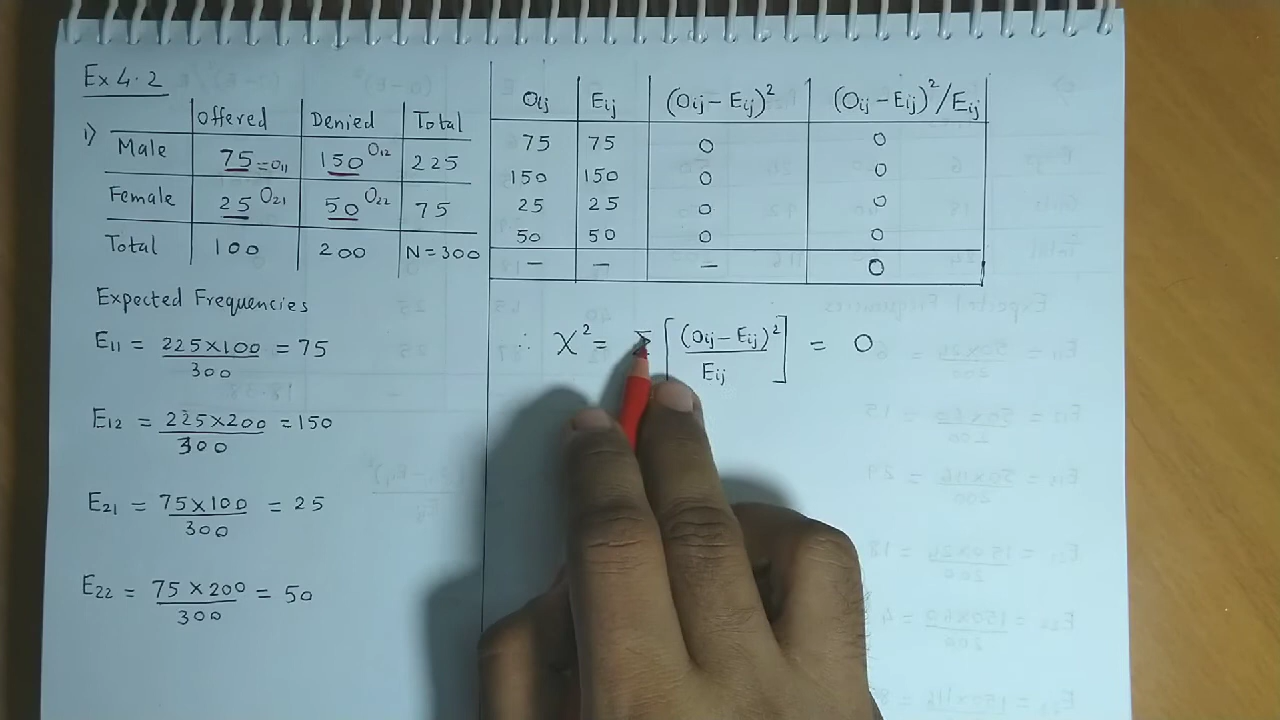 Ex 4.2
i)
Offered Denied Total
Male 75=O11 150 O12 225
Female 25 O21 50 O22 75
Total 100 200 N=300
Expected Frequencies
E11 = 225×100/300 = 75
E12 = 225×200/300 = 150
E21 = 75×100/300 = 25
E22 = 75×200/300 = 50
Oij Eij (Oij-Eij)² (Oij-Eij)²/Eij
75 75 0 0
150 150 0 0
25 25 0 0
50 50 0 0
- - - 0
∴ χ² = Σ[(Oij-Eij)²/Eij] = 0